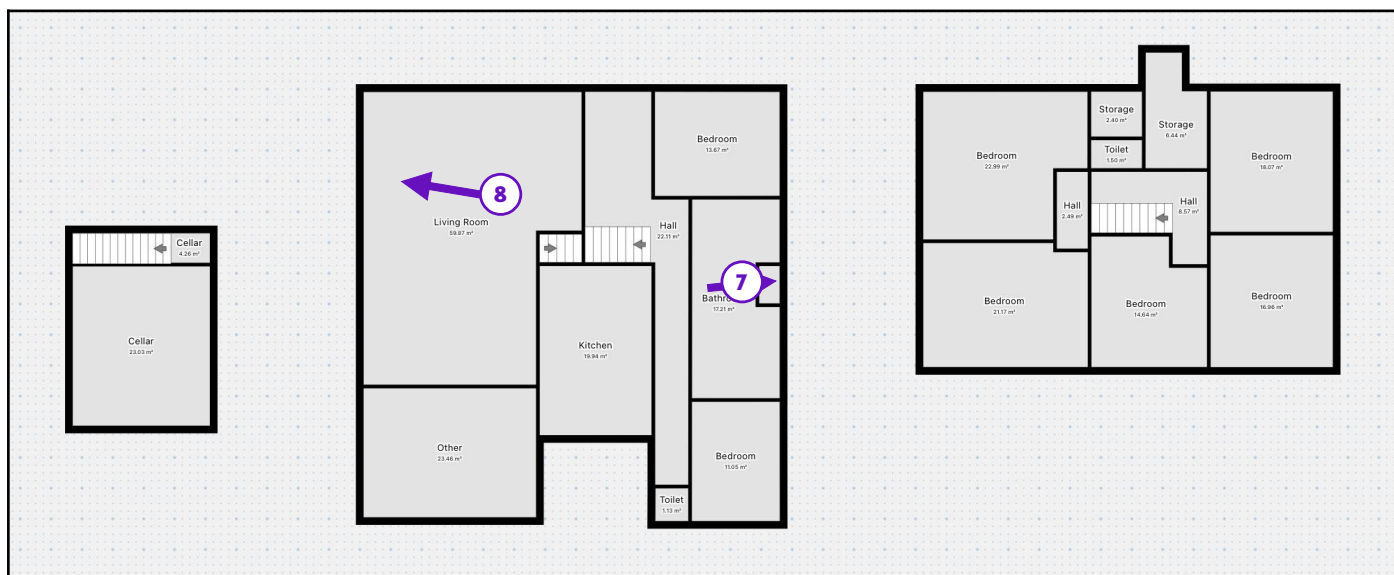 Cellar
4.26 m²
Cellar
23.03 m²
Bedroom
13.67 m²
8
Living Room
59.87 m²
Hall
22.11 m²
7
17.21 m²
Kitchen
19.94 m²
Other
23.46 m²
Bedroom
11.05 m²
Toilet
1.13 m²
Storage
2.40 m²
Storage
6.44 m²
Toilet
1.50 m²
Bedroom
22.99 m²
Bedroom
18.07 m²
Hall
2.49 m²
Hall
8.57 m²
Bedroom
21.17 m²
Bedroom
14.64 m²
Bedroom
16.96 m²